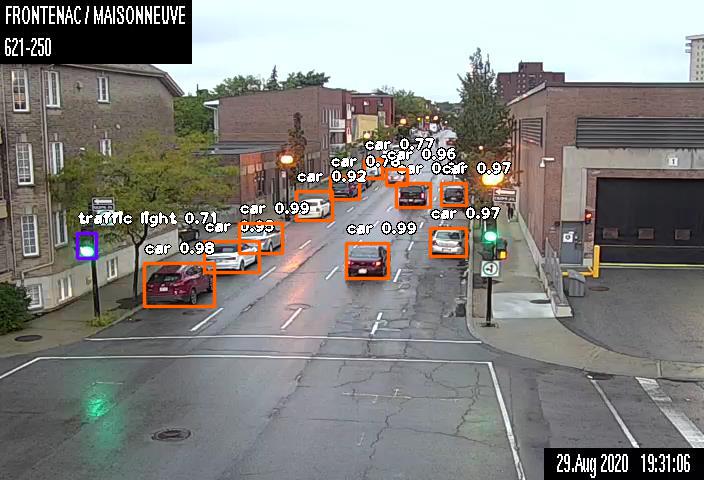 FRONTENAC / MAISONNEUVE
621-250
car 0.77
car 0.96
car 0.92
car 0.97
traffic light 0.71
car 0.99
car 0.97
car 0.98
car 0.95
car 0.99
1
29.Aug 2020 19:31:06